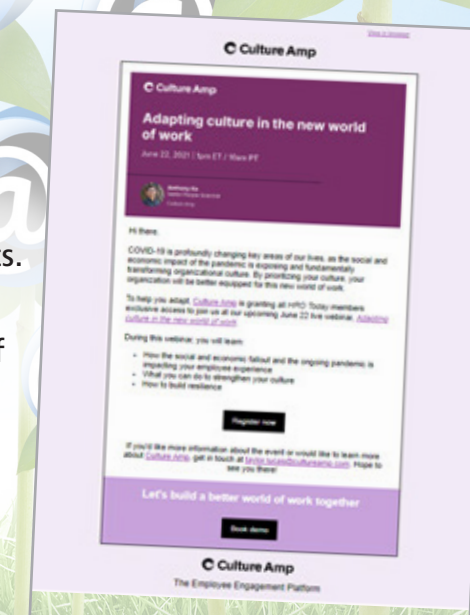 View in browser
Culture Amp
Culture Amp
Adapting culture in the new world
of work
June 22, 2021 | 1pm ET / 10am PT
Culture Amp
@
Hi there,
COVID-19 is profoundly changing key areas of our lives, as the social and
economic impact of the pandemic is exposing and fundamentally
transforming organizational culture. By prioritizing your culture, your
organization will be better equipped for this new world of work.
To help you adapt, Culture Amp is granting all HRO Today members
exclusive access to join us at our upcoming June 22 live webinar, Adapting
culture in the new world of work.
During this webinar, you will learn:
• How the social and economic fallout and the ongoing pandemic is
impacting your employee experience
• What you can do to strengthen your culture
• How to build resilience
Register now
If you'd like more information about the event or would like to learn more
about Culture Amp, get in touch at Hope to
see you there!
Let's build a better world of work together
Book demo
Culture Amp
The Employee Engagement Platform